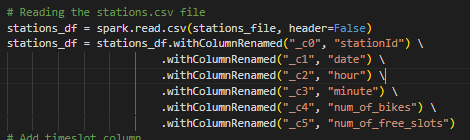 # Reading the stations.csv file
stations_df = spark.read.csv(stations_file, header=False)
stations_df = stations_df.withColumnRenamed("_c0", "stationId") \
.withColumnRenamed("_c1", "date") \
.withColumnRenamed("_c2", "hour") \
.withColumnRenamed("_c3", "minute") \
.withColumnRenamed("_c4", "num_of_bikes") \
.withColumnRenamed("_c5", "num_of_free_slots")
# Add timeslot column